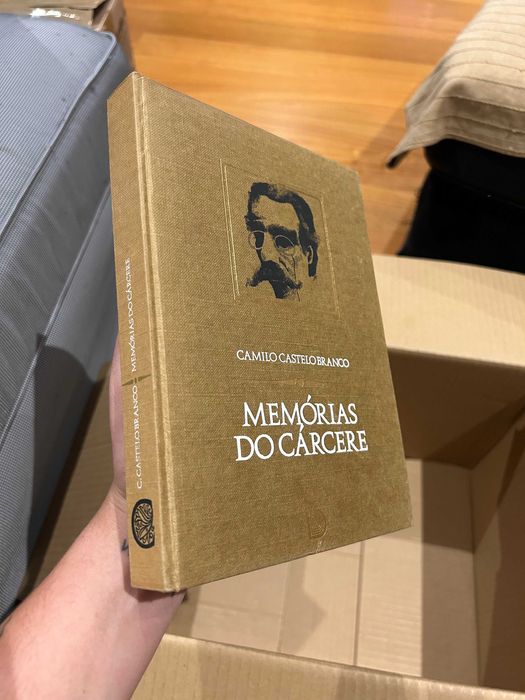 CAMILO CASTELO BRANCO
MEMÓRIAS
DO CÁRCERE
C. CASTELO BRANCO – MEMÓRIAS DO CÁRCERE